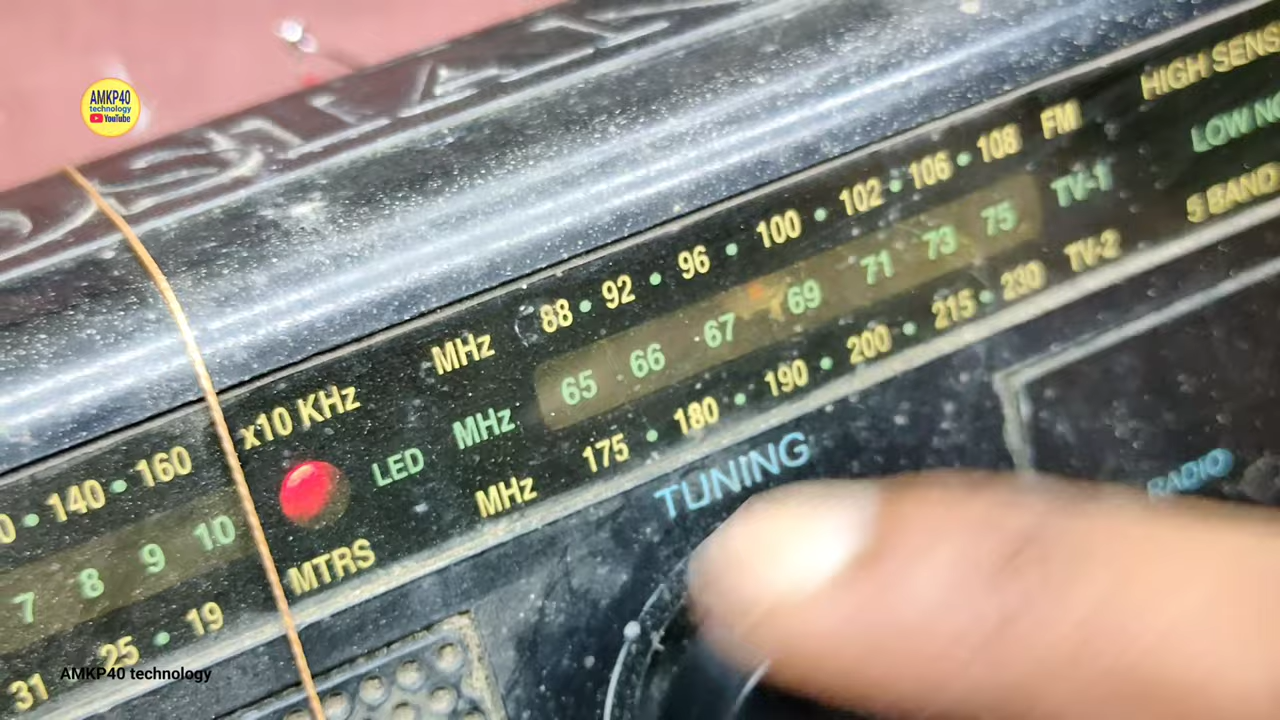 AMKP40
technology
YouTube
HIGH SENS
LOW NO
5 BAND
88 • 92 • 96 • 100 • 102 • 106 • 108 FM
MHz
65 66 67 69 71 73 75 TV-1
MHz
175 • 180 • 190 • 200 • 215 • 230 TV-2
MHz
x10 KHz
0 • 140 • 160
LED
7 8 9 10
MTRS
31 25 • 19
TUNING
RADIO
AMKP40 technology